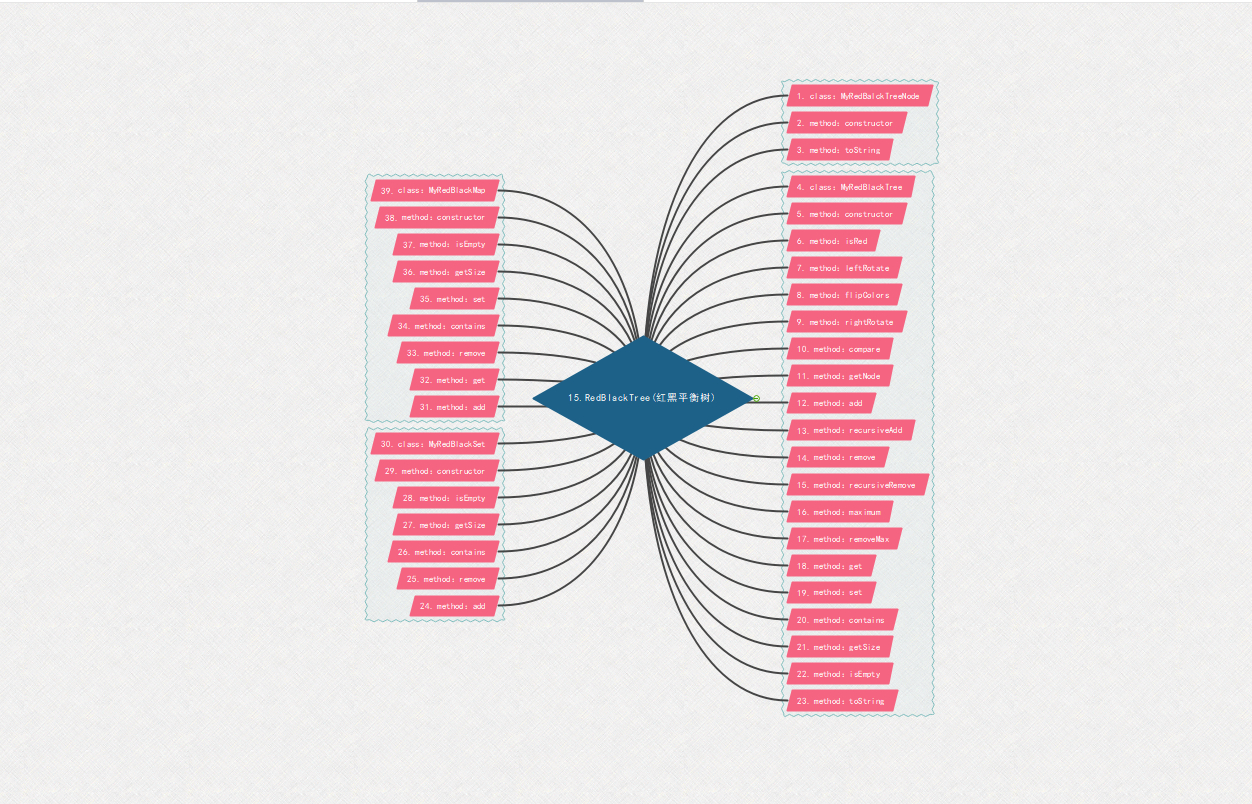 15.RedBlackTree(红黑平衡树)
1. class：MyRedBalckTreeNode
2. method：constructor
3. method：toString
4. class：MyRedBlackTree
5. method：constructor
6. method：isRed
7. method：leftRotate
8. method：flipColors
9. method：rightRotate
10. method：compare
11. method：getNode
12. method：add
13. method：recursiveAdd
14. method：remove
15. method：recursiveRemove
16. method：maximum
17. method：removeMax
18. method：get
19. method：set
20. method：contains
21. method：getSize
22. method：isEmpty
23. method：toString
39. class：MyRedBlackMap
38. method：constructor
37. method：isEmpty
36. method：getSize
35. method：set
34. method：contains
33. method：remove
32. method：get
31. method：add
30. class：MyRedBlackSet
29. method：constructor
28. method：isEmpty
27. method：getSize
26. method：contains
25. method：remove
24. method：add